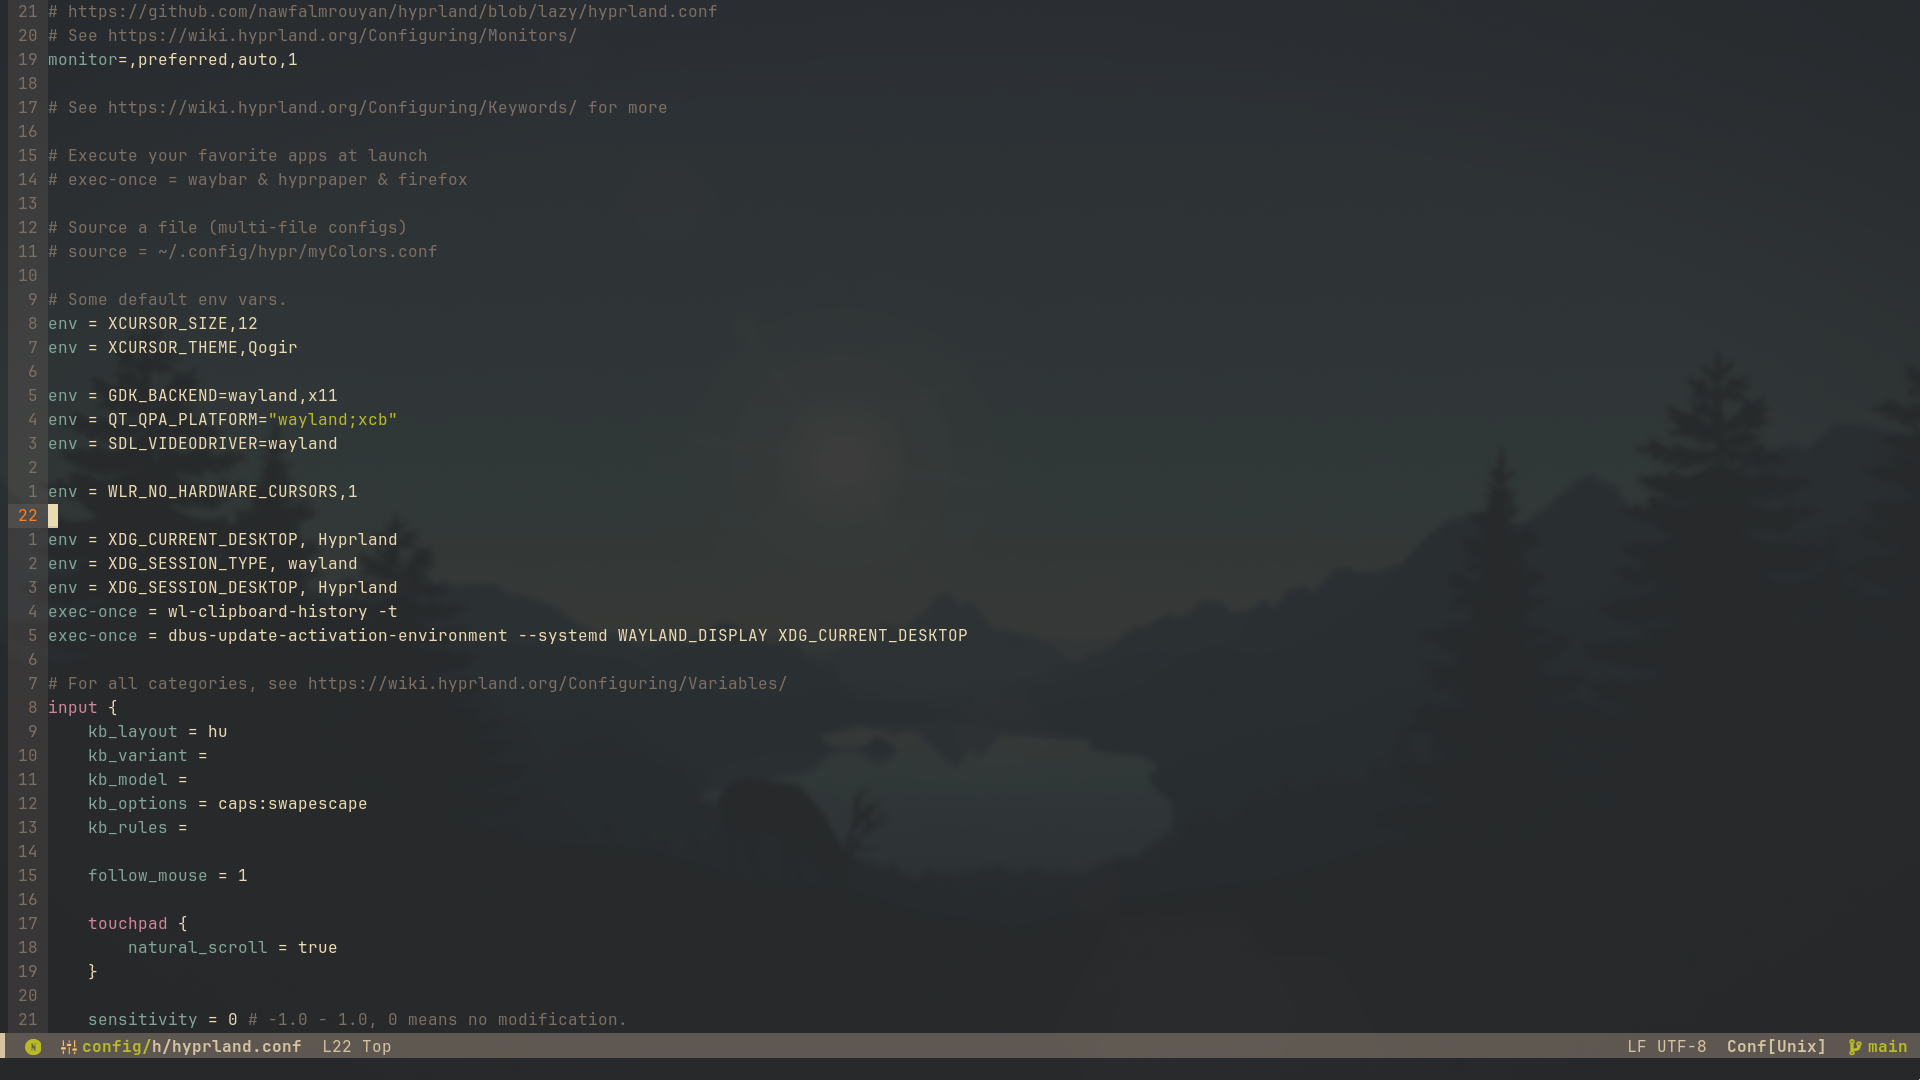 21 # https://github.com/nawfalmrouyan/hyprland/blob/lazy/hyprland.conf
20 # See https://wiki.hyprland.org/Configuring/Monitors/
19 monitor=,preferred,auto,1
18
17 # See https://wiki.hyprland.org/Configuring/Keywords/ for more
16
15 # Execute your favorite apps at launch
14 # exec-once = waybar & hyprpaper & firefox
13
12 # Source a file (multi-file configs)
11 # source = ~/.config/hypr/myColors.conf
10
9 # Some default env vars.
8 env = XCURSOR_SIZE,12
7 env = XCURSOR_THEME,Qogir
6
5 env = GDK_BACKEND=wayland,x11
4 env = QT_QPA_PLATFORM="wayland;xcb"
3 env = SDL_VIDEODRIVER=wayland
2
1 env = WLR_NO_HARDWARE_CURSORS,1
22
1 env = XDG_CURRENT_DESKTOP, Hyprland
2 env = XDG_SESSION_TYPE, wayland
3 env = XDG_SESSION_DESKTOP, Hyprland
4 exec-once = wl-clipboard-history -t
5 exec-once = dbus-update-activation-environment --systemd WAYLAND_DISPLAY XDG_CURRENT_DESKTOP
6
7 # For all categories, see https://wiki.hyprland.org/Configuring/Variables/
8 input {
9     kb_layout = hu
10     kb_variant =
11     kb_model =
12     kb_options = caps:swapescape
13     kb_rules =
14
15     follow_mouse = 1
16
17     touchpad {
18         natural_scroll = true
19     }
20
21     sensitivity = 0 # -1.0 - 1.0, 0 means no modification.
N config/h/hyprland.conf L22 Top LF UTF-8 Conf[Unix] main